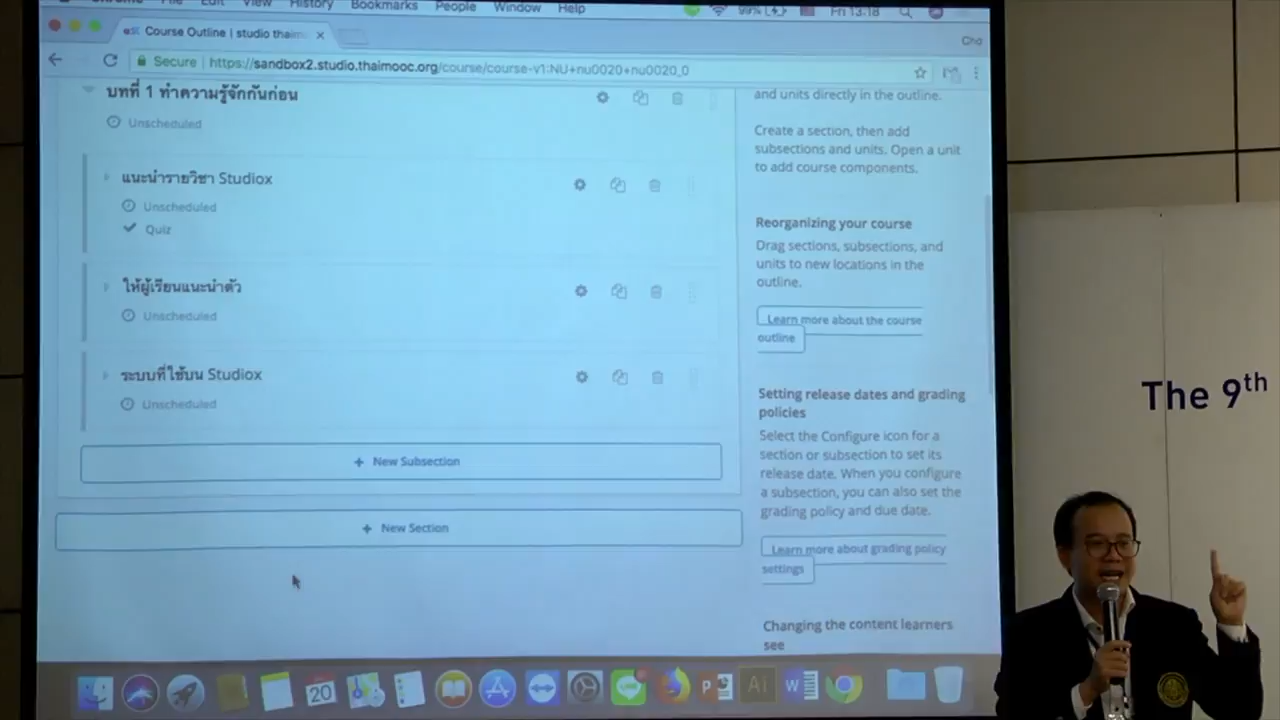 File Edit View History Bookmarks People Window Help
99% Fri 13:18
Course Outline | studio thaim
Secure | https://sandbox2.studio.thaimooc.org/course/course-v1:NU+nu0020+nu0020_0
บทที่ 1 ทำความรู้จักกันก่อน
Unscheduled
แนะนำรายวิชา Studiox
Unscheduled
Quiz
ให้ผู้เรียนแนะนำตัว
Unscheduled
ระบบที่ใช้บน Studiox
Unscheduled
+ New Subsection
+ New Section
and units directly in the outline.
Create a section, then add
subsections and units. Open a unit
to add course components.
Reorganizing your course
Drag sections, subsections, and
units to new locations in the
outline.
Learn more about the course
outline
Setting release dates and grading
policies
Select the Configure icon for a
section or subsection to set its
release date. When you configure
a subsection, you can also set the
grading policy and due date.
Learn more about grading policy
settings
Changing the content learners
see
20
Ai
W
The 9th